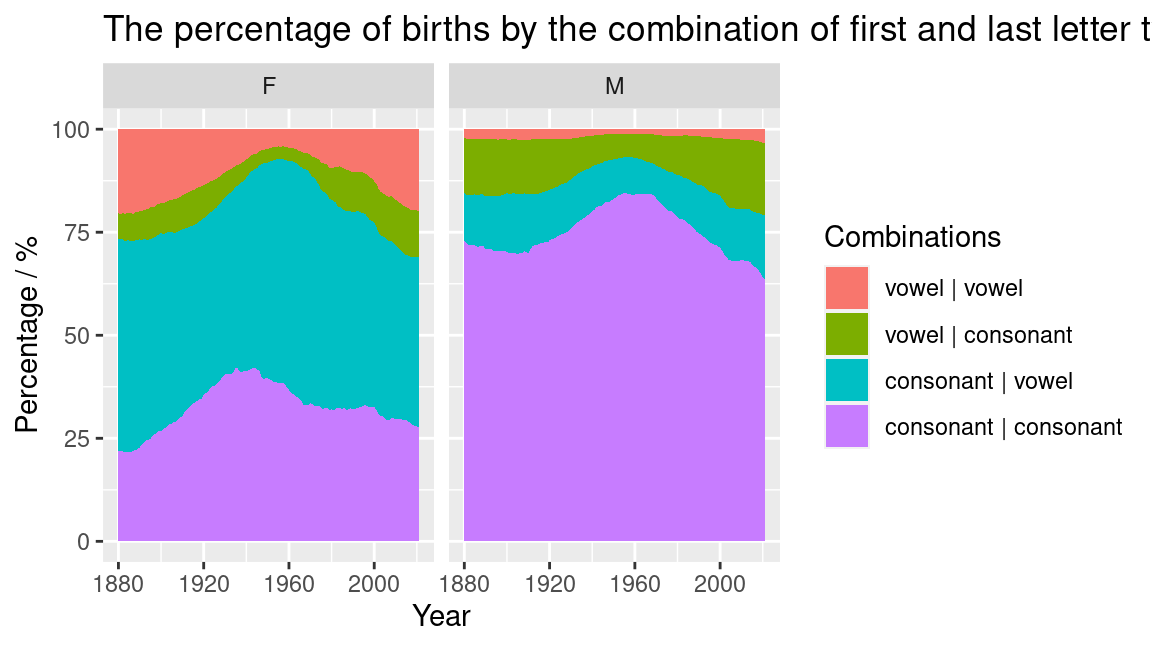 The percentage of births by the combination of first and last letter t
F
M
100
75
50
25
0
Percentage / %
1880 1920 1960 2000
1880 1920 1960 2000
Year
Combinations
vowel | vowel
vowel | consonant
consonant | vowel
consonant | consonant